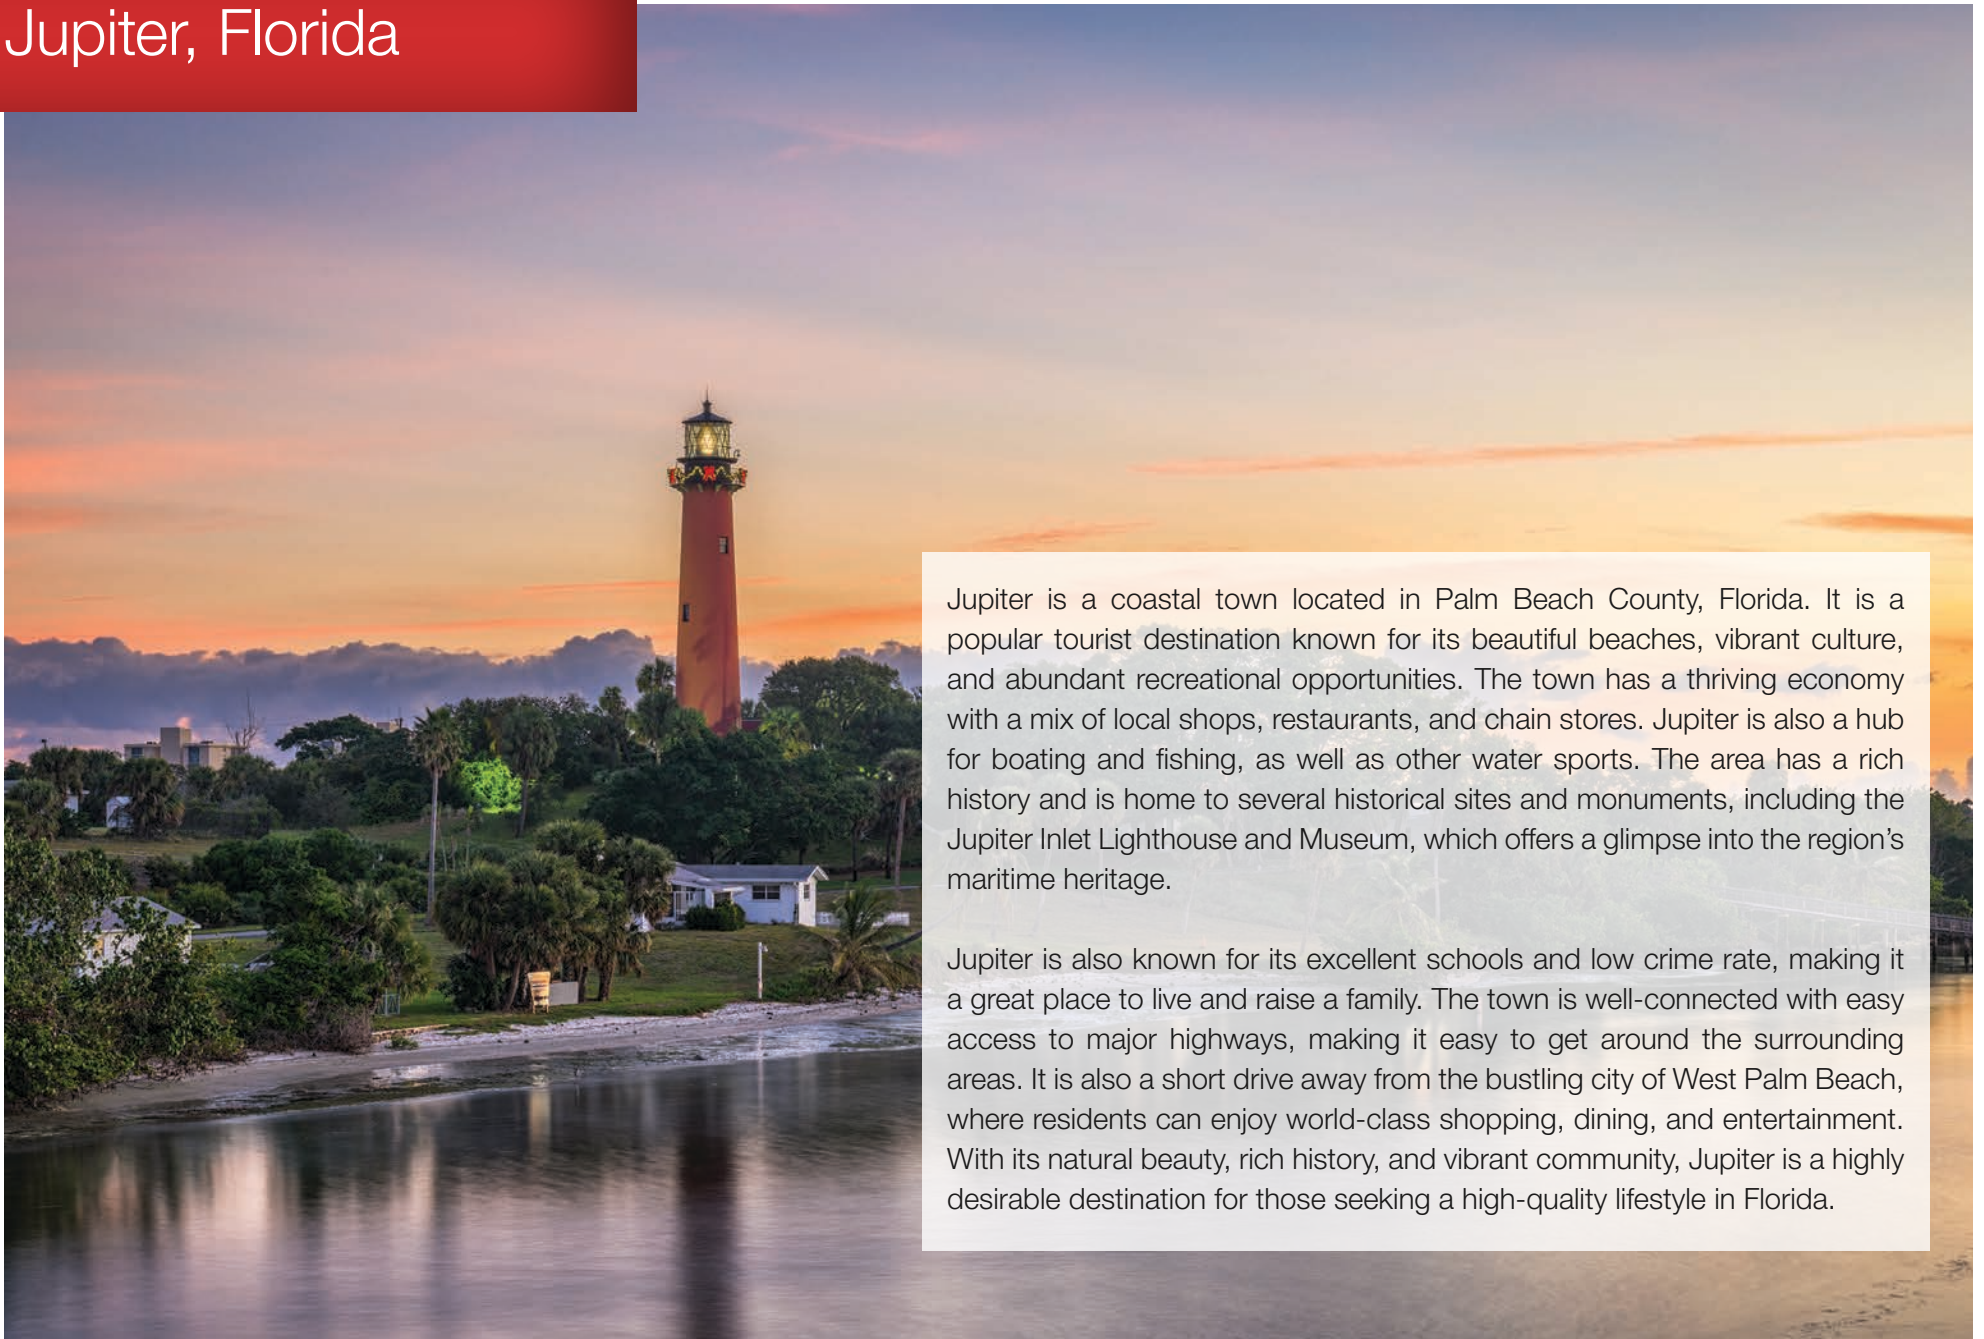 Jupiter, Florida
Jupiter is a coastal town located in Palm Beach County, Florida. It is a
popular tourist destination known for its beautiful beaches, vibrant culture,
and abundant recreational opportunities. The town has a thriving economy
with a mix of local shops, restaurants, and chain stores. Jupiter is also a hub
for boating and fishing, as well as other water sports. The area has a rich
history and is home to several historical sites and monuments, including the
Jupiter Inlet Lighthouse and Museum, which offers a glimpse into the region’s
maritime heritage.
Jupiter is also known for its excellent schools and low crime rate, making it
a great place to live and raise a family. The town is well-connected with easy
access to major highways, making it easy to get around the surrounding
areas. It is also a short drive away from the bustling city of West Palm Beach,
where residents can enjoy world-class shopping, dining, and entertainment.
With its natural beauty, rich history, and vibrant community, Jupiter is a highly
desirable destination for those seeking a high-quality lifestyle in Florida.